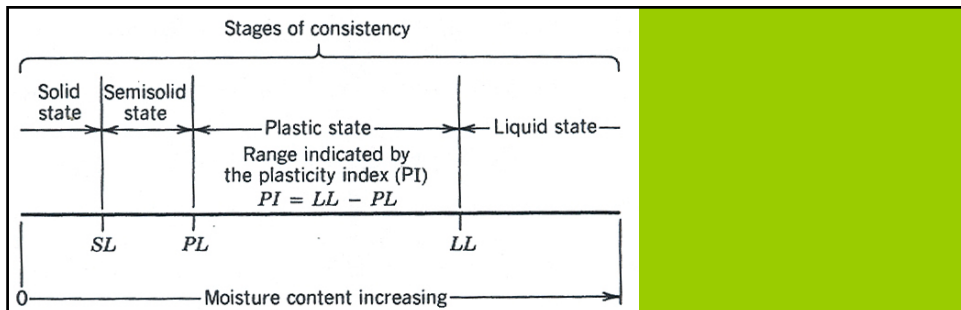 Stages of consistency
Solid
state
Semisolid
state
Plastic state
Liquid state
Range indicated by
the plasticity index (PI)
PI = LL – PL
SL
PL
LL
0
Moisture content increasing